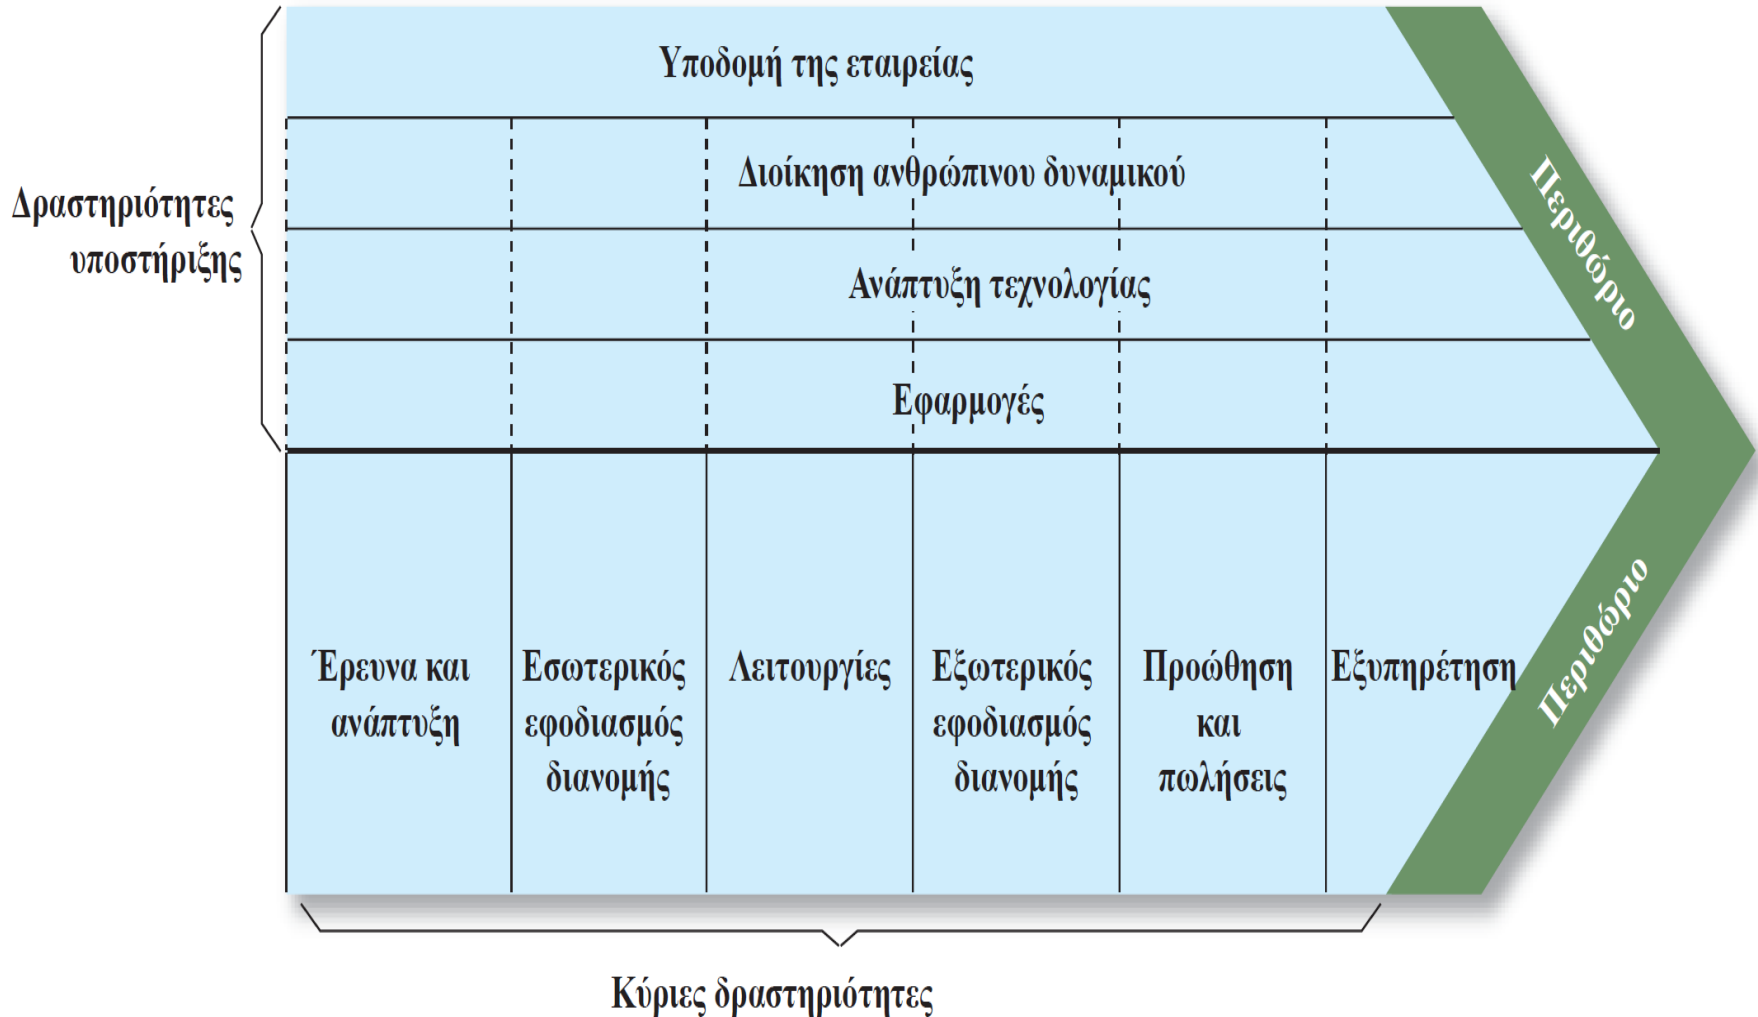 Υποδομή της εταιρείας
Διοίκηση ανθρώπινου δυναμικού
Ανάπτυξη τεχνολογίας
Εφαρμογές
Δραστηριότητες
υποστήριξης
Περιθώριο
Περιθώριο
Έρευνα και
ανάπτυξη
Εσωτερικός
εφοδιασμός
διανομής
Λειτουργίες
Εξωτερικός
εφοδιασμός
διανομής
Προώθηση
και
πωλήσεις
Εξυπηρέτηση
Κύριες δραστηριότητες